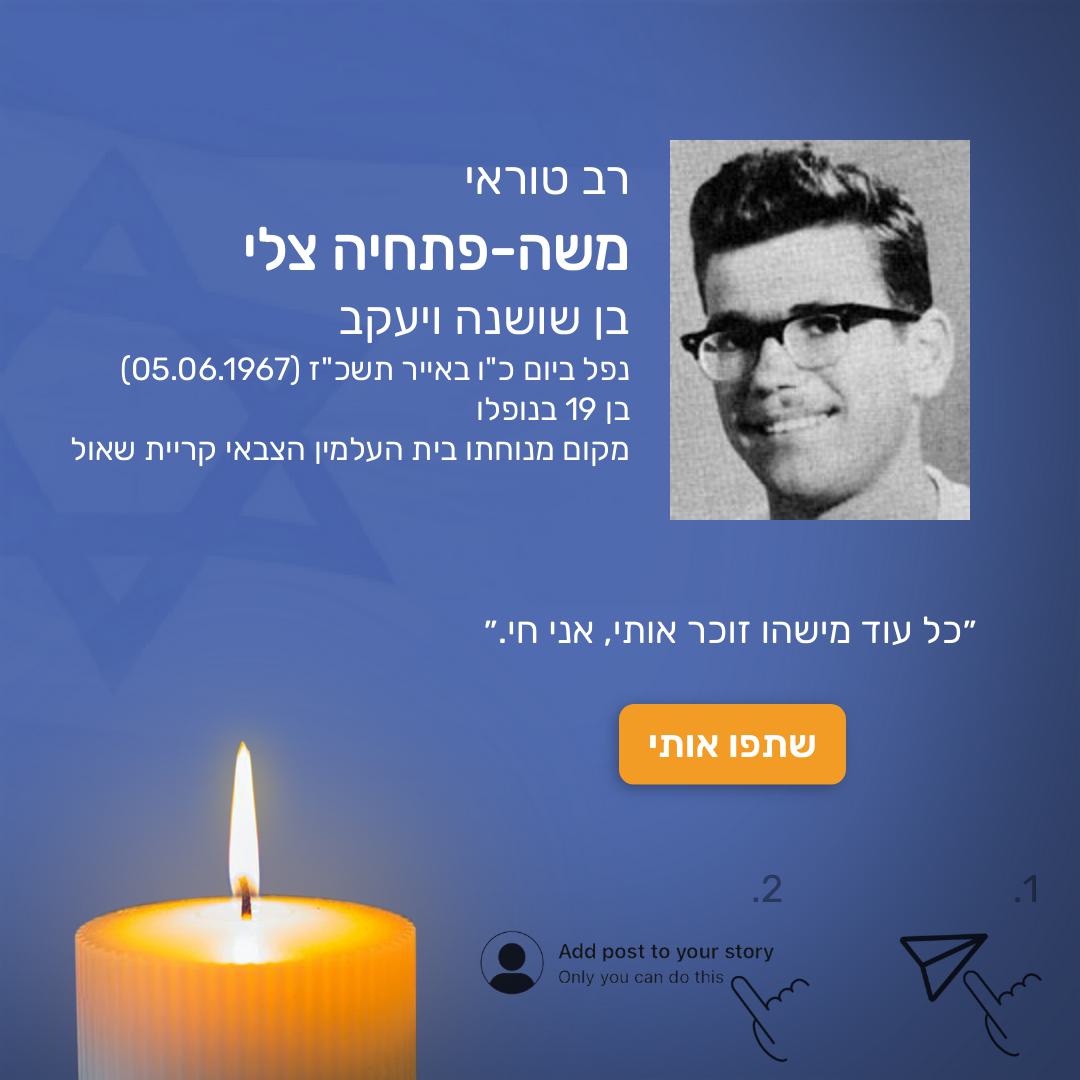 רב טוראי
משה-פתחיה צלי
בן שושנה ויעקב
נפל ביום כ"ו באייר תשכ"ז (05.06.1967)
בן 19 בנופלו
מקום מנוחתו בית העלמין הצבאי קריית שאול
״כל עוד מישהו זוכר אותי, אני חי.״
שתפו אותי
.1
.2
Add post to your story
Only you can do this